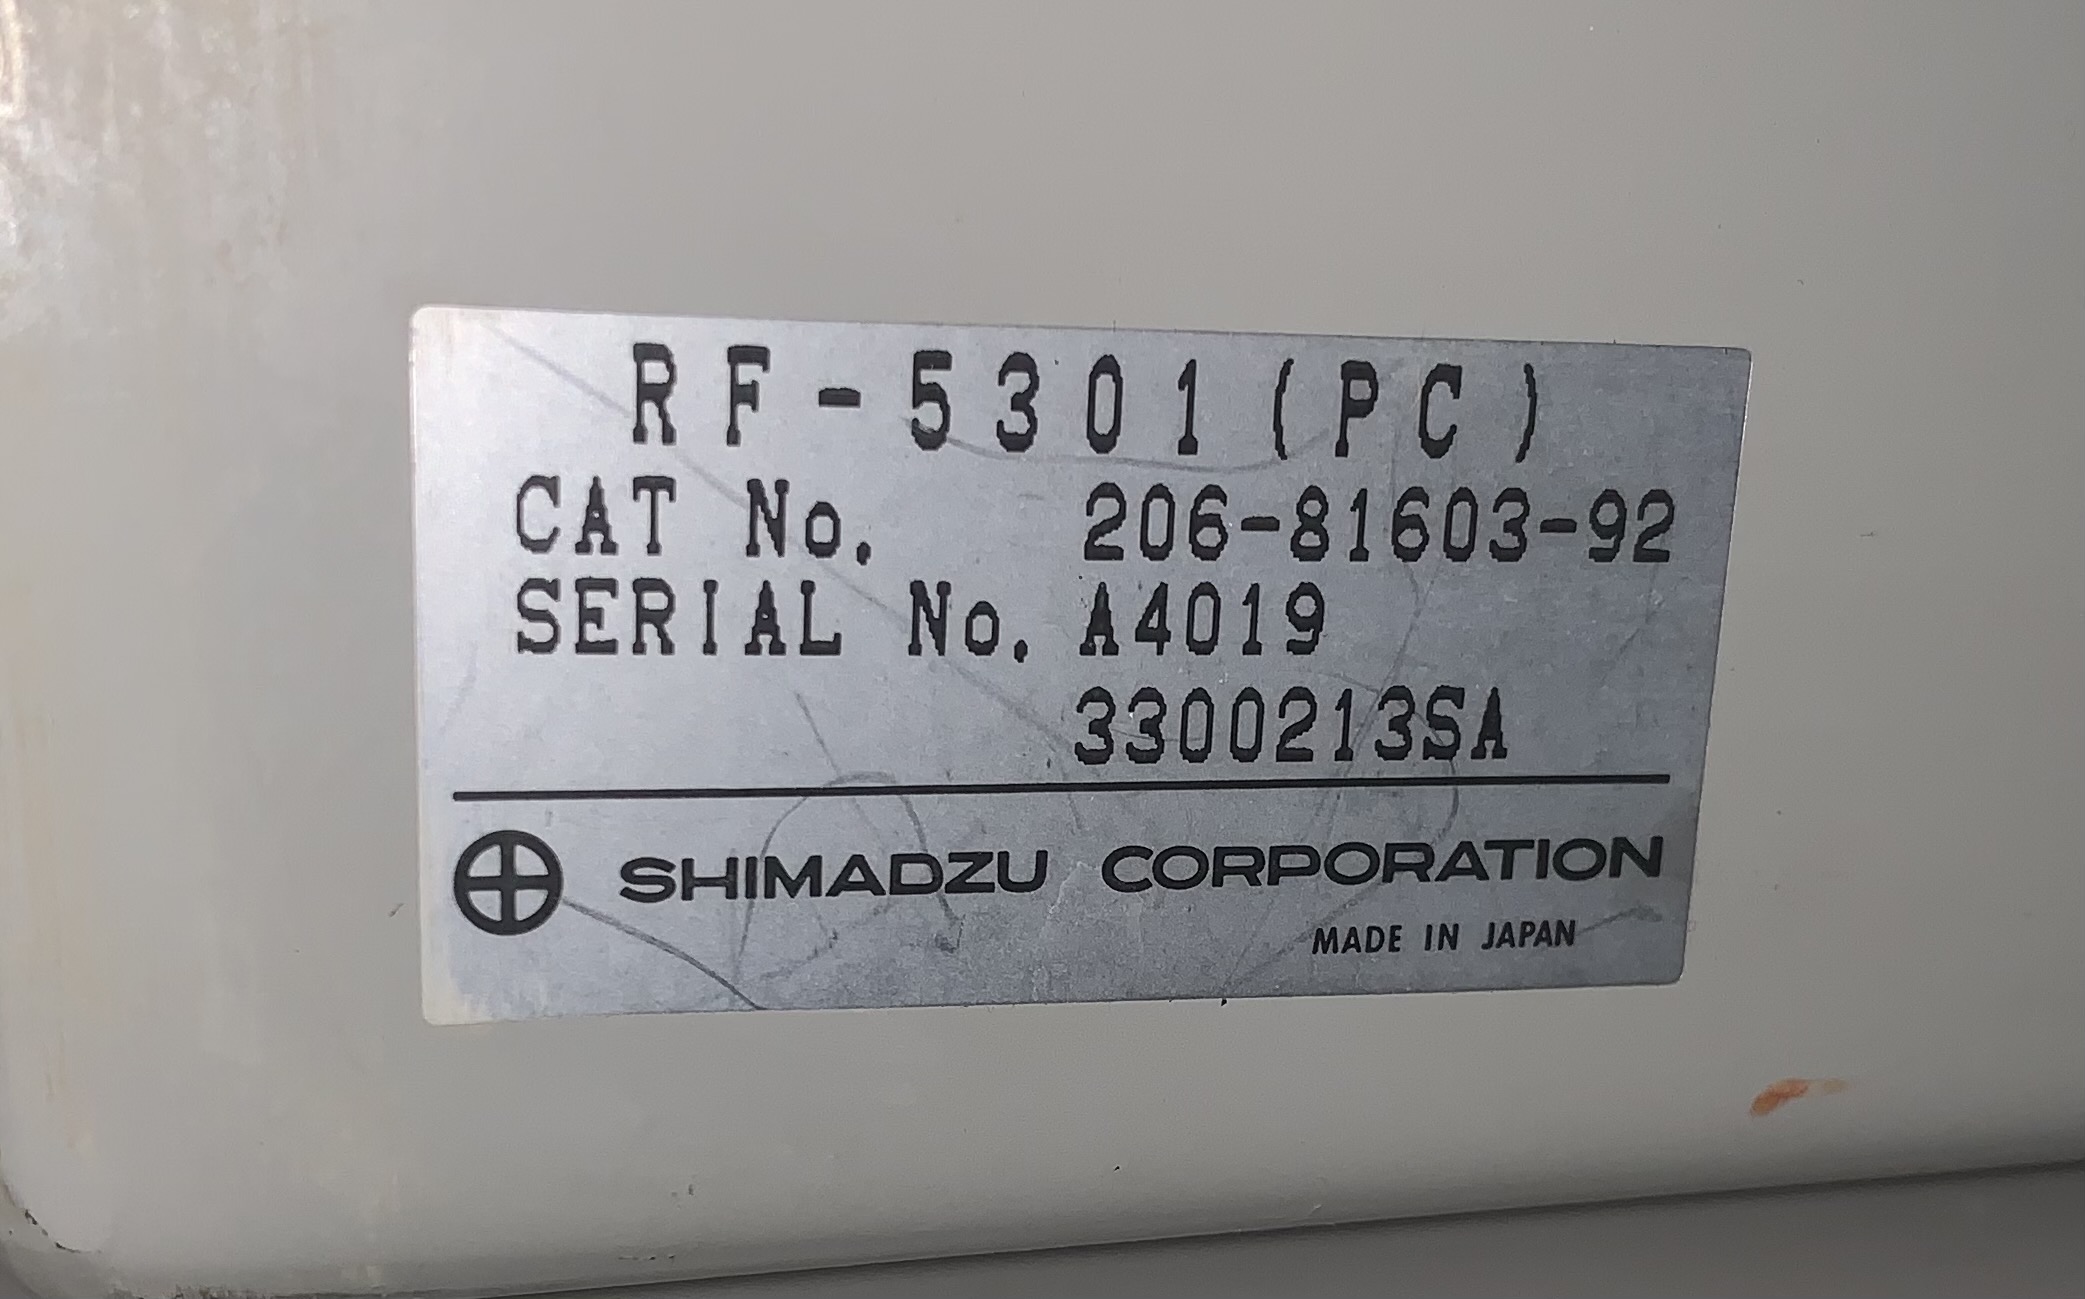 RF-5301(PC)
CAT No. 206-81603-92
SERIAL No. A4019
3300213SA
SHIMADZU CORPORATION
MADE IN JAPAN